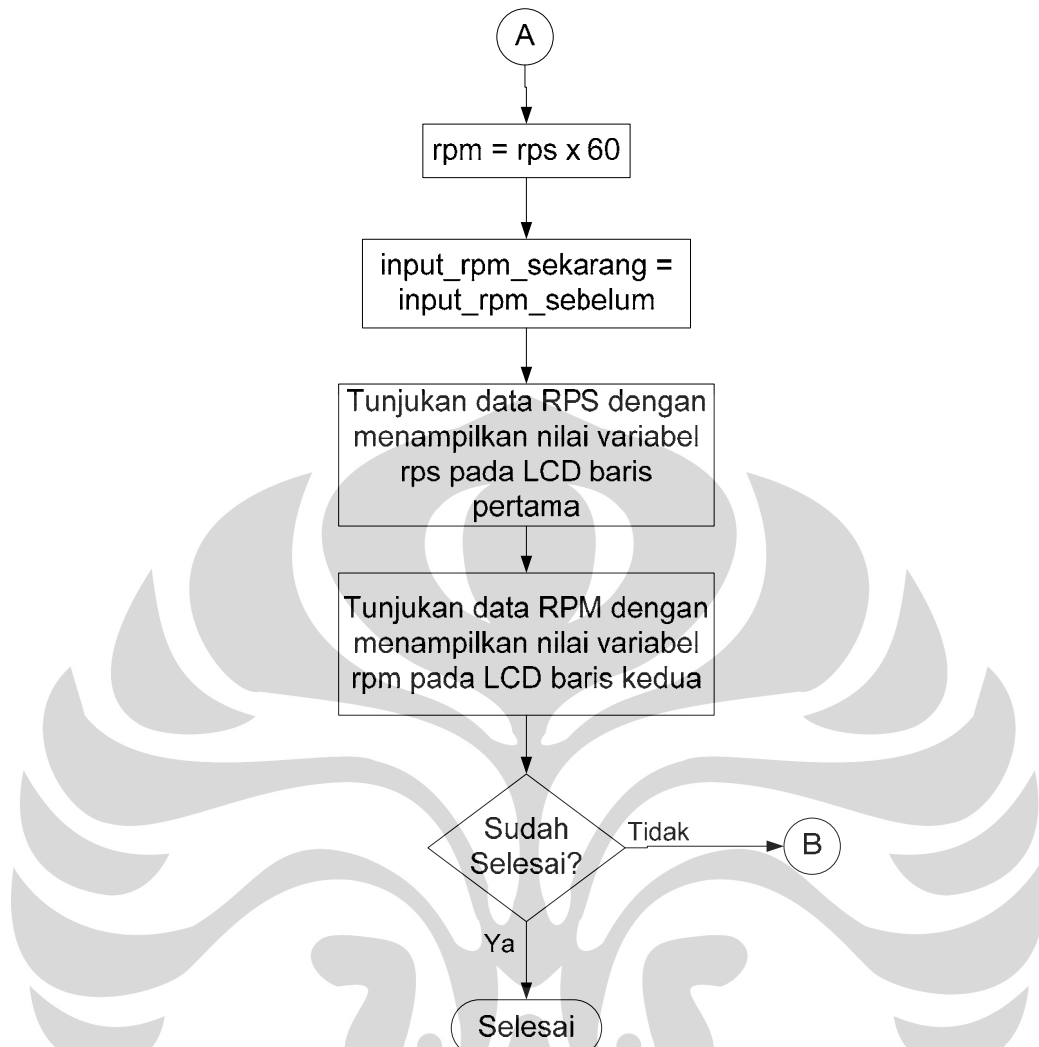 A
rpm = rps x 60
input_rpm_sekarang =
input_rpm_sebelum
Tunjukan data RPS dengan
menampilkan nilai variabel
rps pada LCD baris
pertama
Tunjukan data RPM dengan
menampilkan nilai variabel
rpm pada LCD baris kedua
Sudah
Selesai?
Tidak
B
Ya
Selesai